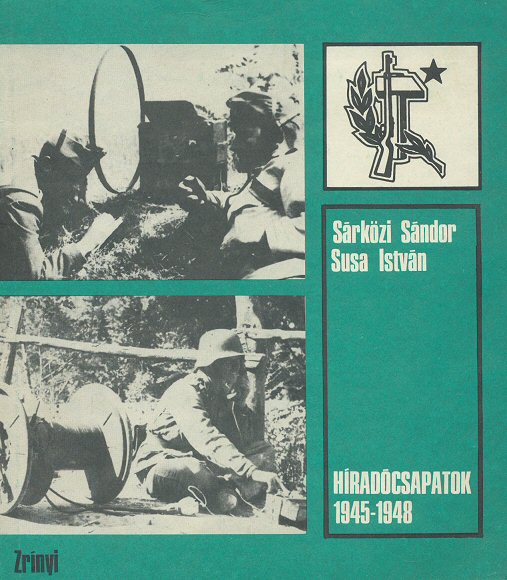 Sárközi Sándor
Susa István
HÍRADÓCSAPATOK
1945-1948
Zrínyi